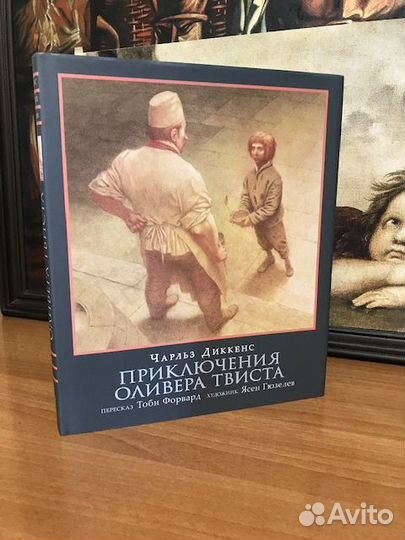 Чарльз Диккенс
ПРИКЛЮЧЕНИЯ
ОЛИВЕРА ТВИСТА
ПЕРЕСКАЗ Тоби Форвард ХУДОЖНИК Ясен Гюзелев
Avito